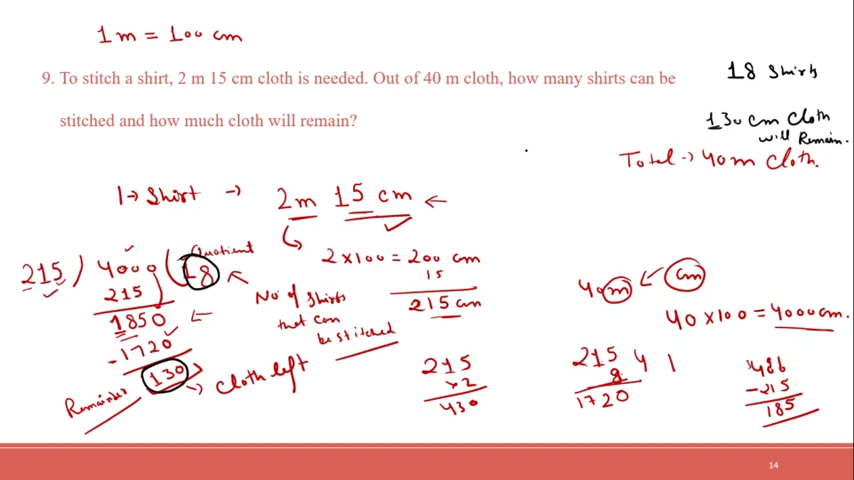 1 m = 100 cm
9. To stitch a shirt, 2 m 15 cm cloth is needed. Out of 40 m cloth, how many shirts can be
stitched and how much cloth will remain?
18 Shirts
130 cm Cloth
will Remain.
Total → 40m Cloth.
1 → Shirt → 2m 15 cm ←
2 × 100 = 200 cm
15
215 cm
215 ) 4000 ( 18
Quotient
215
1850 ←
- 1720
130
Remainder
→ Cloth left
No of Shirts
that can
be stitched
40 m ← cm
40 × 100 = 4000 cm.
215
× 2
430
215
8
1720
4 1
- 215
185
14